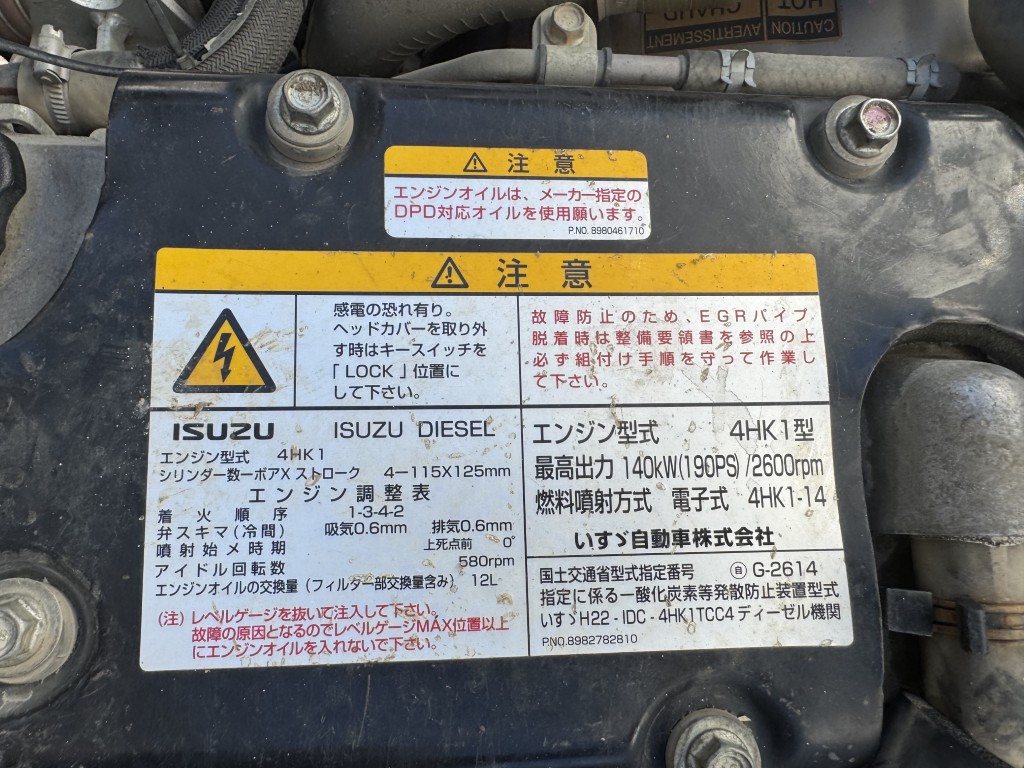 CAUTION
HOT
AVERTISSEMENT
CHAUD
注意
エンジンオイルは、メーカー指定の
DPD対応オイルを使用願います。
P.NO. 8980461710
注意
感電の恐れ有り。
ヘッドカバーを取り外
す時はキースイッチを
「LOCK」位置に
して下さい。
故障防止のため、EGRパイプ
脱着時は整備要領書を参照の上
必ず組付け手順を守って作業し
て下さい。
ISUZU ISUZU DIESEL
エンジン型式 4HK1
シリンダー数ーボアXストローク 4ー115X125mm
エンジン調整表
着火順序 1-3-4-2
弁スキマ(冷間) 吸気0.6mm 排気0.6mm
噴射始メ時期 上死点前 0°
アイドル回転数 580rpm
エンジンオイルの交換量(フィルター部交換量含み) 12L
(注)レベルゲージを抜いて注入して下さい。
故障の原因となるのでレベルゲージMAX位置以上
にエンジンオイルを入れないで下さい。
エンジン型式 4HK1型
最高出力 140kW(190PS)/2600rpm
燃料噴射方式 電子式 4HK1-14
いすゞ自動車株式会社
国土交通省型式指定番号 ㊀自 G-2614
指定に係る一酸化炭素等発散防止装置型式
いすゞH22-IDC-4HK1TCC4ディーゼル機関
P.NO.8982782810